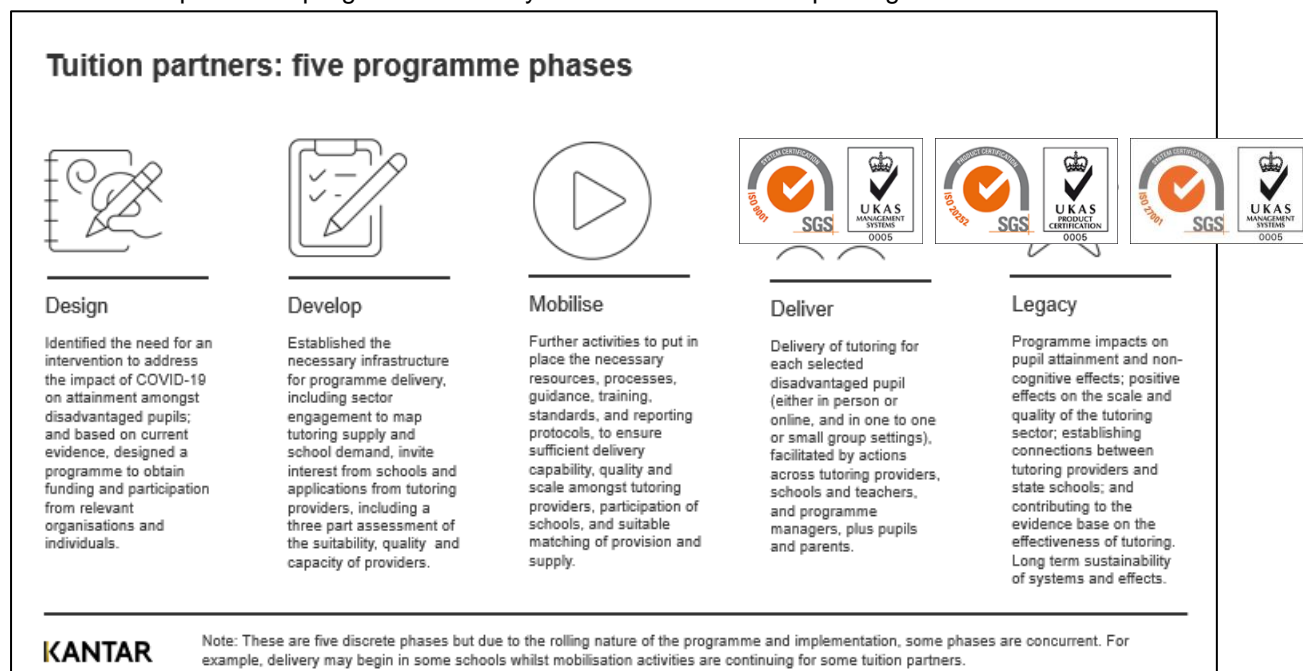 Tuition partners: five programme phases
SYSTEM CERTIFICATION
ISO 9001
SGS
UKAS
MANAGEMENT
SYSTEMS
0005
PRODUCT CERTIFICATION
ISO 20252
SGS
UKAS
PRODUCT
CERTIFICATION
0005
SYSTEM CERTIFICATION
ISO 27001
SGS
UKAS
MANAGEMENT
SYSTEMS
0005
Design
Identified the need for an
intervention to address
the impact of COVID-19
on attainment amongst
disadvantaged pupils;
and based on current
evidence, designed a
programme to obtain
funding and participation
from relevant
organisations and
individuals.
Develop
Established the
necessary infrastructure
for programme delivery,
including sector
engagement to map
tutoring supply and
school demand, invite
interest from schools and
applications from tutoring
providers, including a
three part assessment of
the suitability, quality and
capacity of providers.
Mobilise
Further activities to put in
place the necessary
resources, processes,
guidance, training,
standards, and reporting
protocols, to ensure
sufficient delivery
capability, quality and
scale amongst tutoring
providers, participation of
schools, and suitable
matching of provision and
supply.
Deliver
Delivery of tutoring for
each selected
disadvantaged pupil
(either in person or
online, and in one to one
or small group settings),
facilitated by actions
across tutoring providers,
schools and teachers,
and programme
managers, plus pupils
and parents.
Legacy
Programme impacts on
pupil attainment and non-
cognitive effects; positive
effects on the scale and
quality of the tutoring
sector; establishing
connections between
tutoring providers and
state schools; and
contributing to the
evidence base on the
effectiveness of tutoring.
Long term sustainability
of systems and effects.
KANTAR
Note: These are five discrete phases but due to the rolling nature of the programme and implementation, some phases are concurrent. For
example, delivery may begin in some schools whilst mobilisation activities are continuing for some tuition partners.